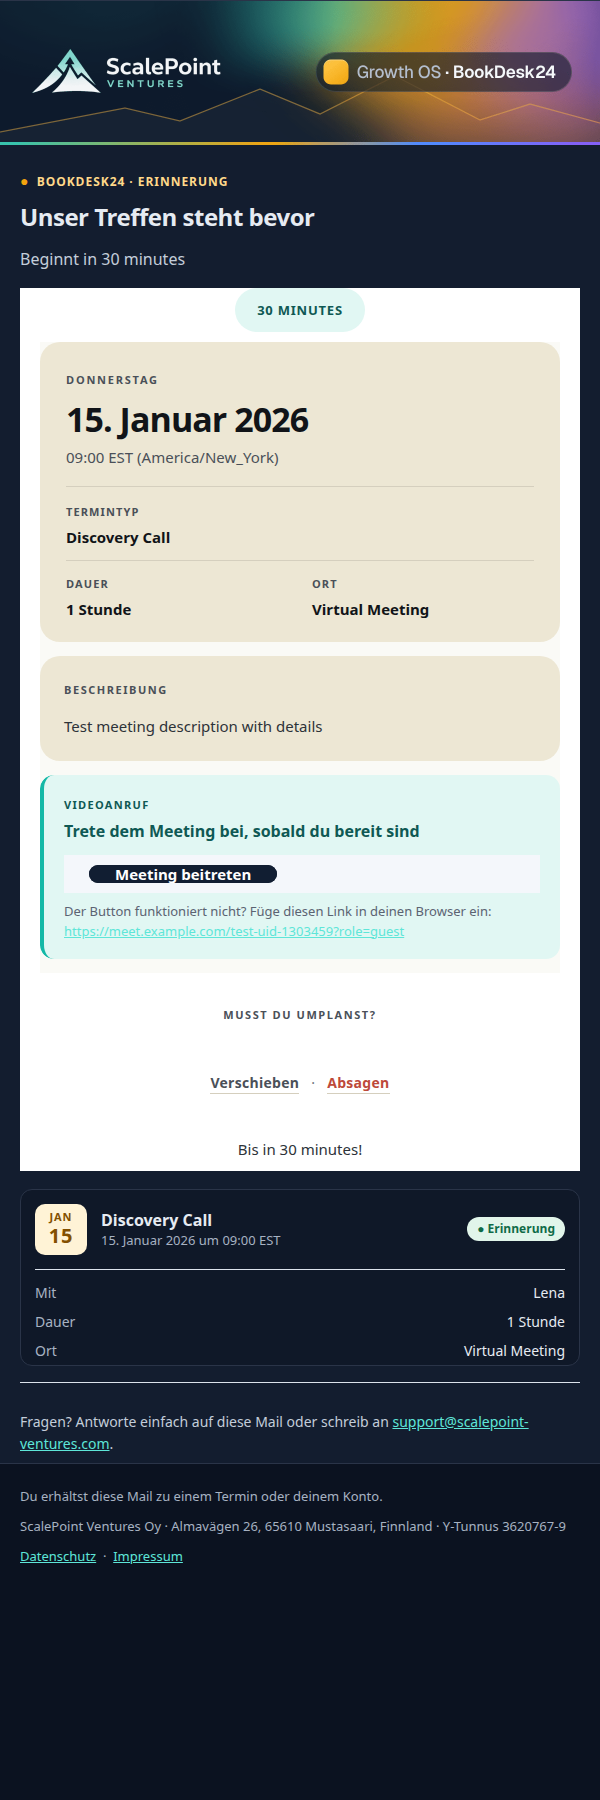 ScalePoint
VENTURES
Growth OS · BookDesk24
● BOOKDESK24 · ERINNERUNG
Unser Treffen steht bevor
Beginnt in 30 minutes
30 MINUTES
DONNERSTAG
15. Januar 2026
09:00 EST (America/New_York)
TERMINTYP
Discovery Call
DAUER ORT
1 Stunde Virtual Meeting
BESCHREIBUNG
Test meeting description with details
VIDEOANRUF
Trete dem Meeting bei, sobald du bereit sind
Meeting beitreten
Der Button funktioniert nicht? Füge diesen Link in deinen Browser ein:
https://meet.example.com/test-uid-1303459?role=guest
MUSST DU UMPLANST?
Verschieben · Absagen
Bis in 30 minutes!
JAN
15
Discovery Call
15. Januar 2026 um 09:00 EST
● Erinnerung
Mit Lena
Dauer 1 Stunde
Ort Virtual Meeting
Fragen? Antworte einfach auf diese Mail oder schreib an support@scalepoint-
ventures.com.
Du erhältst diese Mail zu einem Termin oder deinem Konto.
ScalePoint Ventures Oy · Almavägen 26, 65610 Mustasaari, Finnland · Y-Tunnus 3620767-9
Datenschutz · Impressum